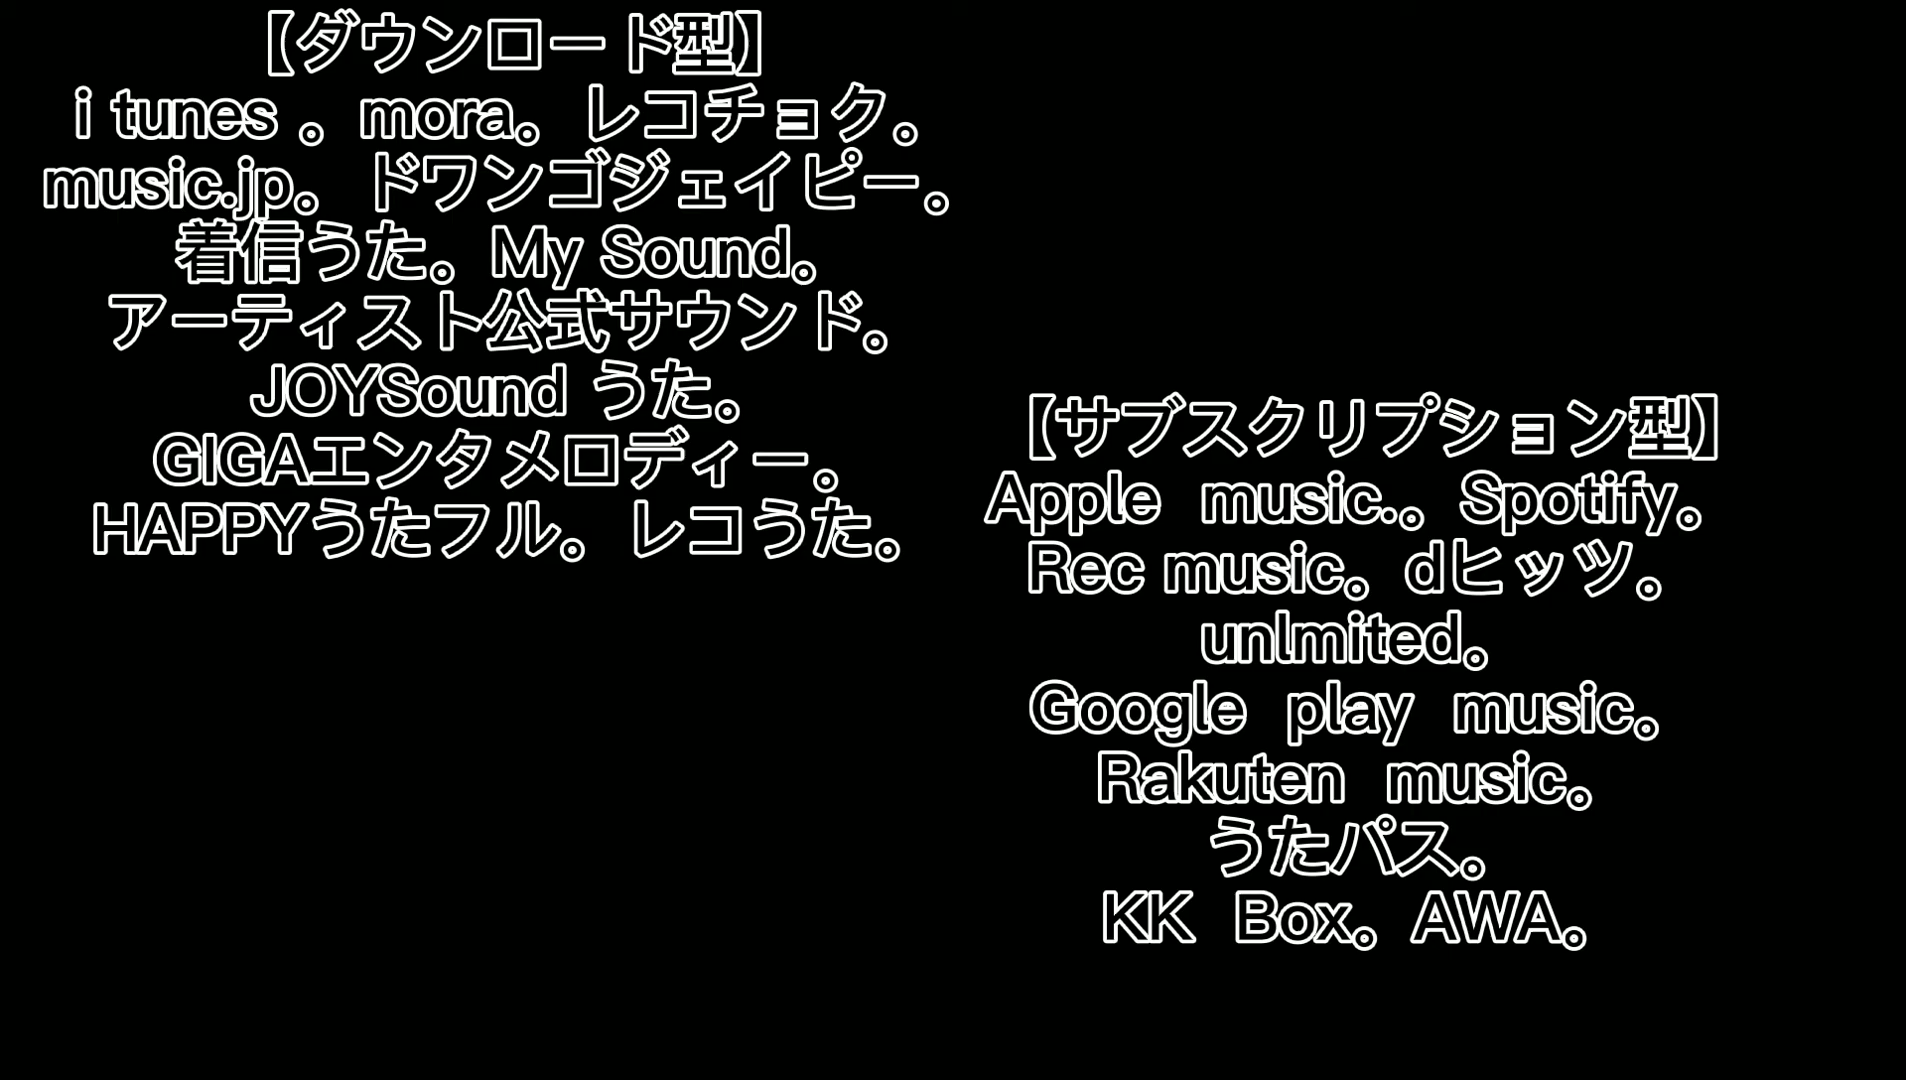 【ダウンロード型】
i tunes 。mora。レコチョク。
music.jp。ドワンゴジェイピー。
着信うた。My Sound。
アーティスト公式サウンド。
JOYSound うた。
GIGAエンタメロディー。
HAPPYうたフル。レコうた。
【サブスクリプション型】
Apple music.。Spotify。
Rec music。dヒッツ。
unlmited。
Google play music。
Rakuten music。
うたパス。
KK Box。AWA。